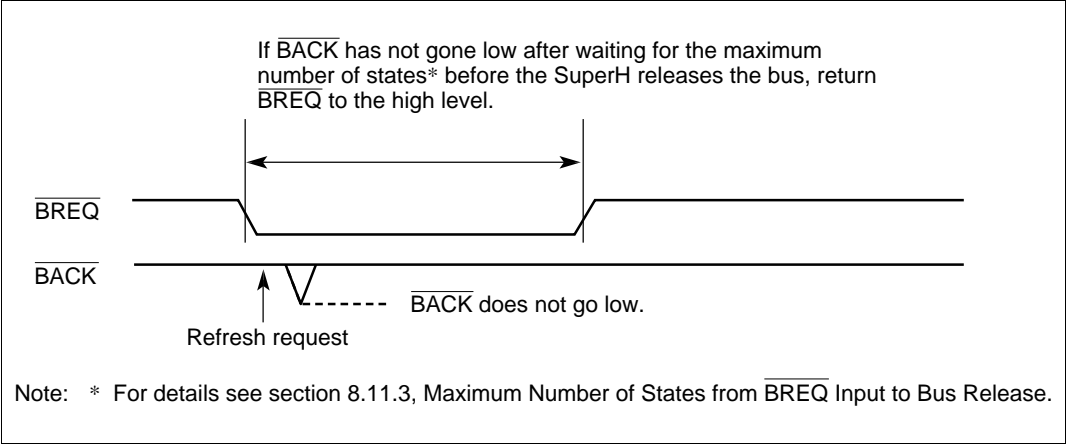 If BACK has not gone low after waiting for the maximum
number of states* before the SuperH releases the bus, return
BREQ to the high level.
BREQ
BACK
BACK does not go low.
Refresh request
Note: * For details see section 8.11.3, Maximum Number of States from BREQ Input to Bus Release.